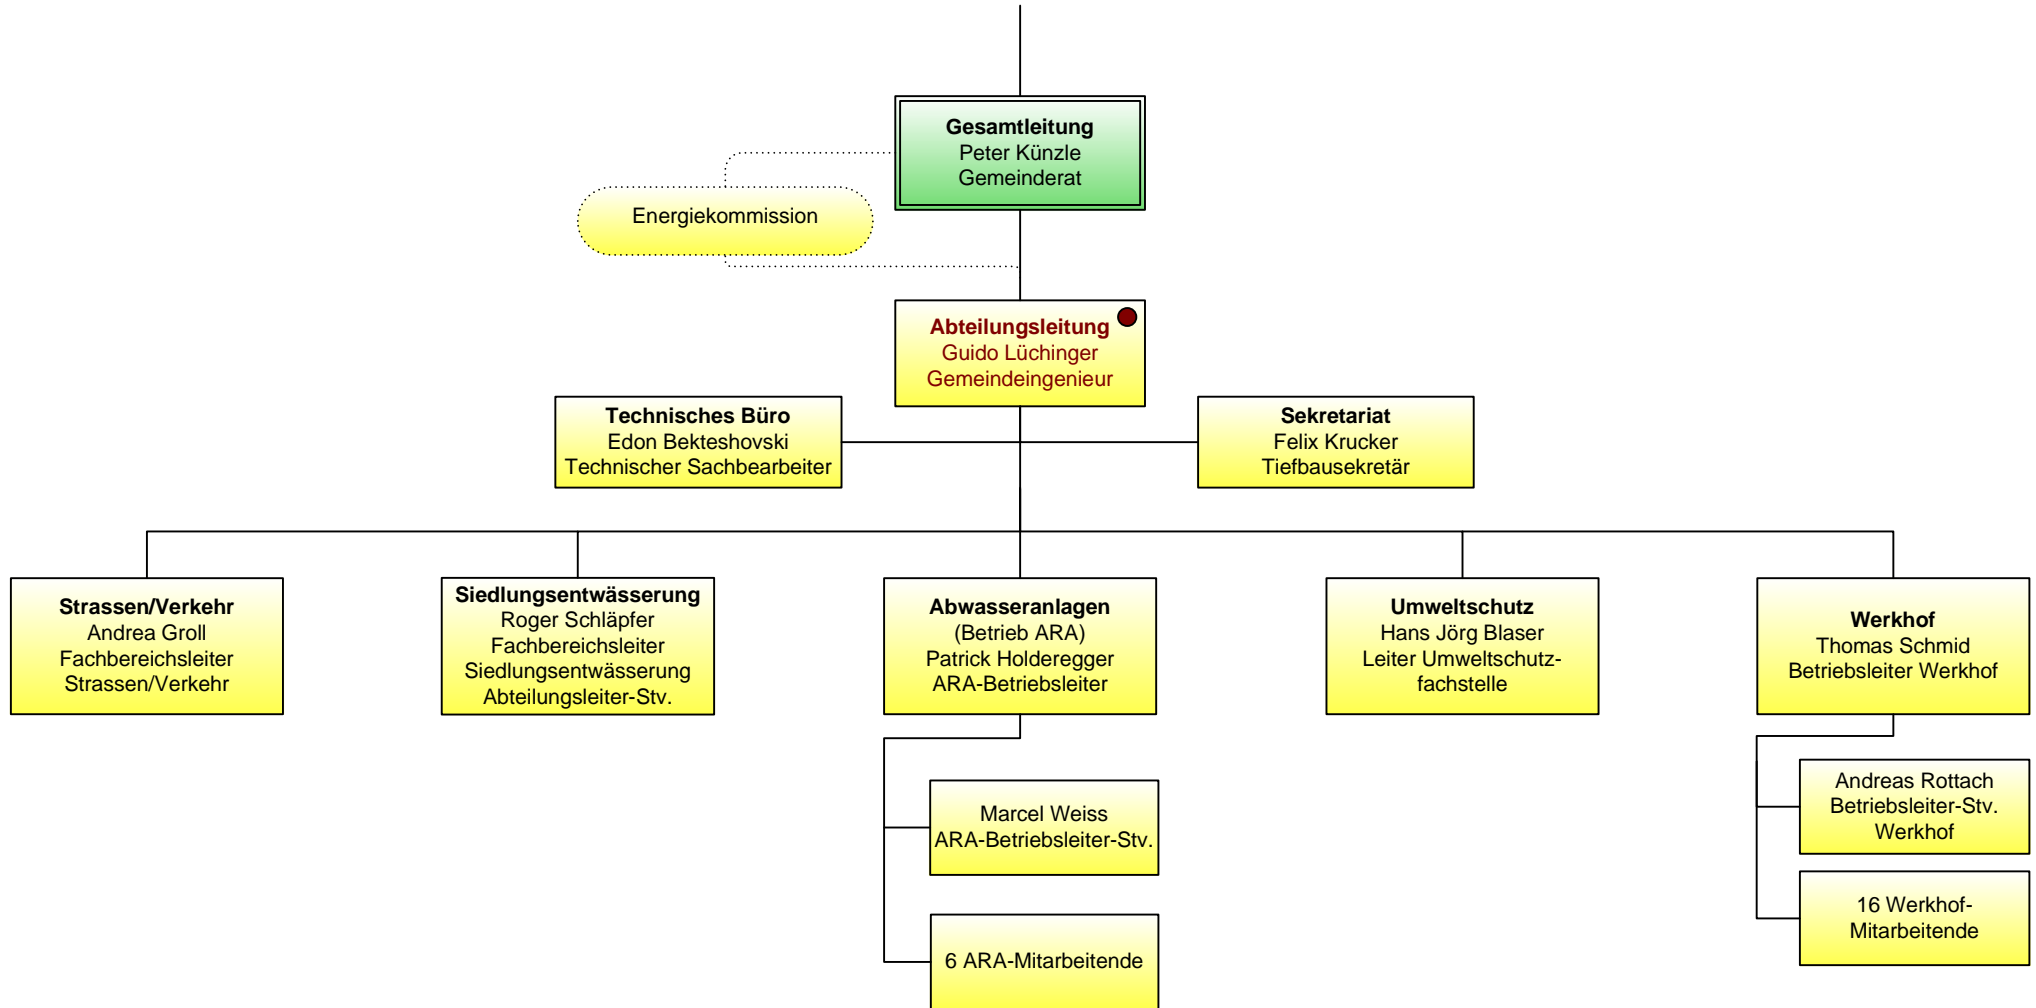 Gesamtleitung
Peter Künzle
Gemeinderat
Energiekommission
Abteilungsleitung
Guido Lüchinger
Gemeindeingenieur
Technisches Büro
Edon Bekteshovski
Technischer Sachbearbeiter
Sekretariat
Felix Krucker
Tiefbausekretär
Strassen/Verkehr
Andrea Groll
Fachbereichsleiter
Strassen/Verkehr
Siedlungsentwässerung
Roger Schläpfer
Fachbereichsleiter
Siedlungsentwässerung
Abteilungsleiter-Stv.
Abwasseranlagen
(Betrieb ARA)
Patrick Holderegger
ARA-Betriebsleiter
Umweltschutz
Hans Jörg Blaser
Leiter Umweltschutz-
fachstelle
Werkhof
Thomas Schmid
Betriebsleiter Werkhof
Marcel Weiss
ARA-Betriebsleiter-Stv.
6 ARA-Mitarbeitende
Andreas Rottach
Betriebsleiter-Stv.
Werkhof
16 Werkhof-
Mitarbeitende